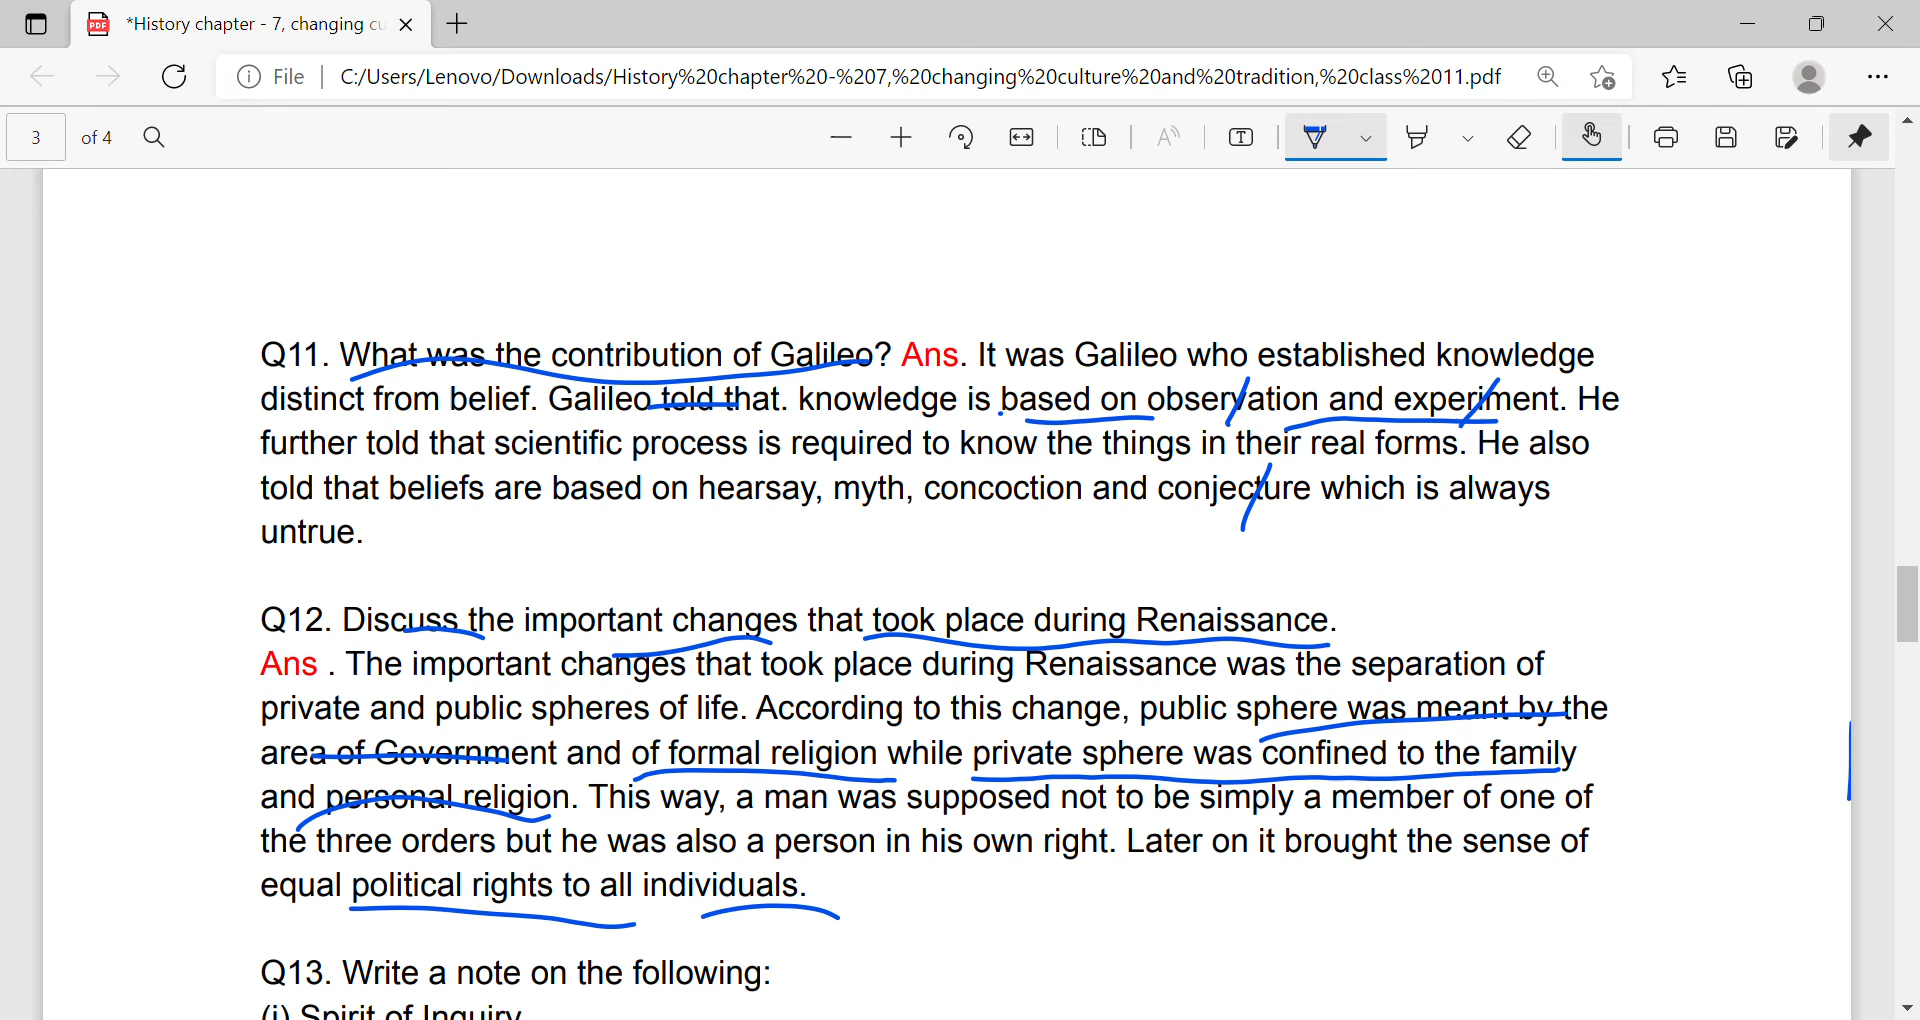 *History chapter - 7, changing cu
File
C:/Users/Lenovo/Downloads/History%20chapter%20-%207,%20changing%20culture%20and%20tradition,%20class%2011.pdf
3 of 4
Q11. What was the contribution of Galileo? Ans. It was Galileo who established knowledge
distinct from belief. Galileo told that. knowledge is based on observation and experiment. He
further told that scientific process is required to know the things in their real forms. He also
told that beliefs are based on hearsay, myth, concoction and conjecture which is always
untrue.
Q12. Discuss the important changes that took place during Renaissance.
Ans . The important changes that took place during Renaissance was the separation of
private and public spheres of life. According to this change, public sphere was meant by the
area of Government and of formal religion while private sphere was confined to the family
and personal religion. This way, a man was supposed not to be simply a member of one of
the three orders but he was also a person in his own right. Later on it brought the sense of
equal political rights to all individuals.
Q13. Write a note on the following:
(i) Spirit of Inquiry